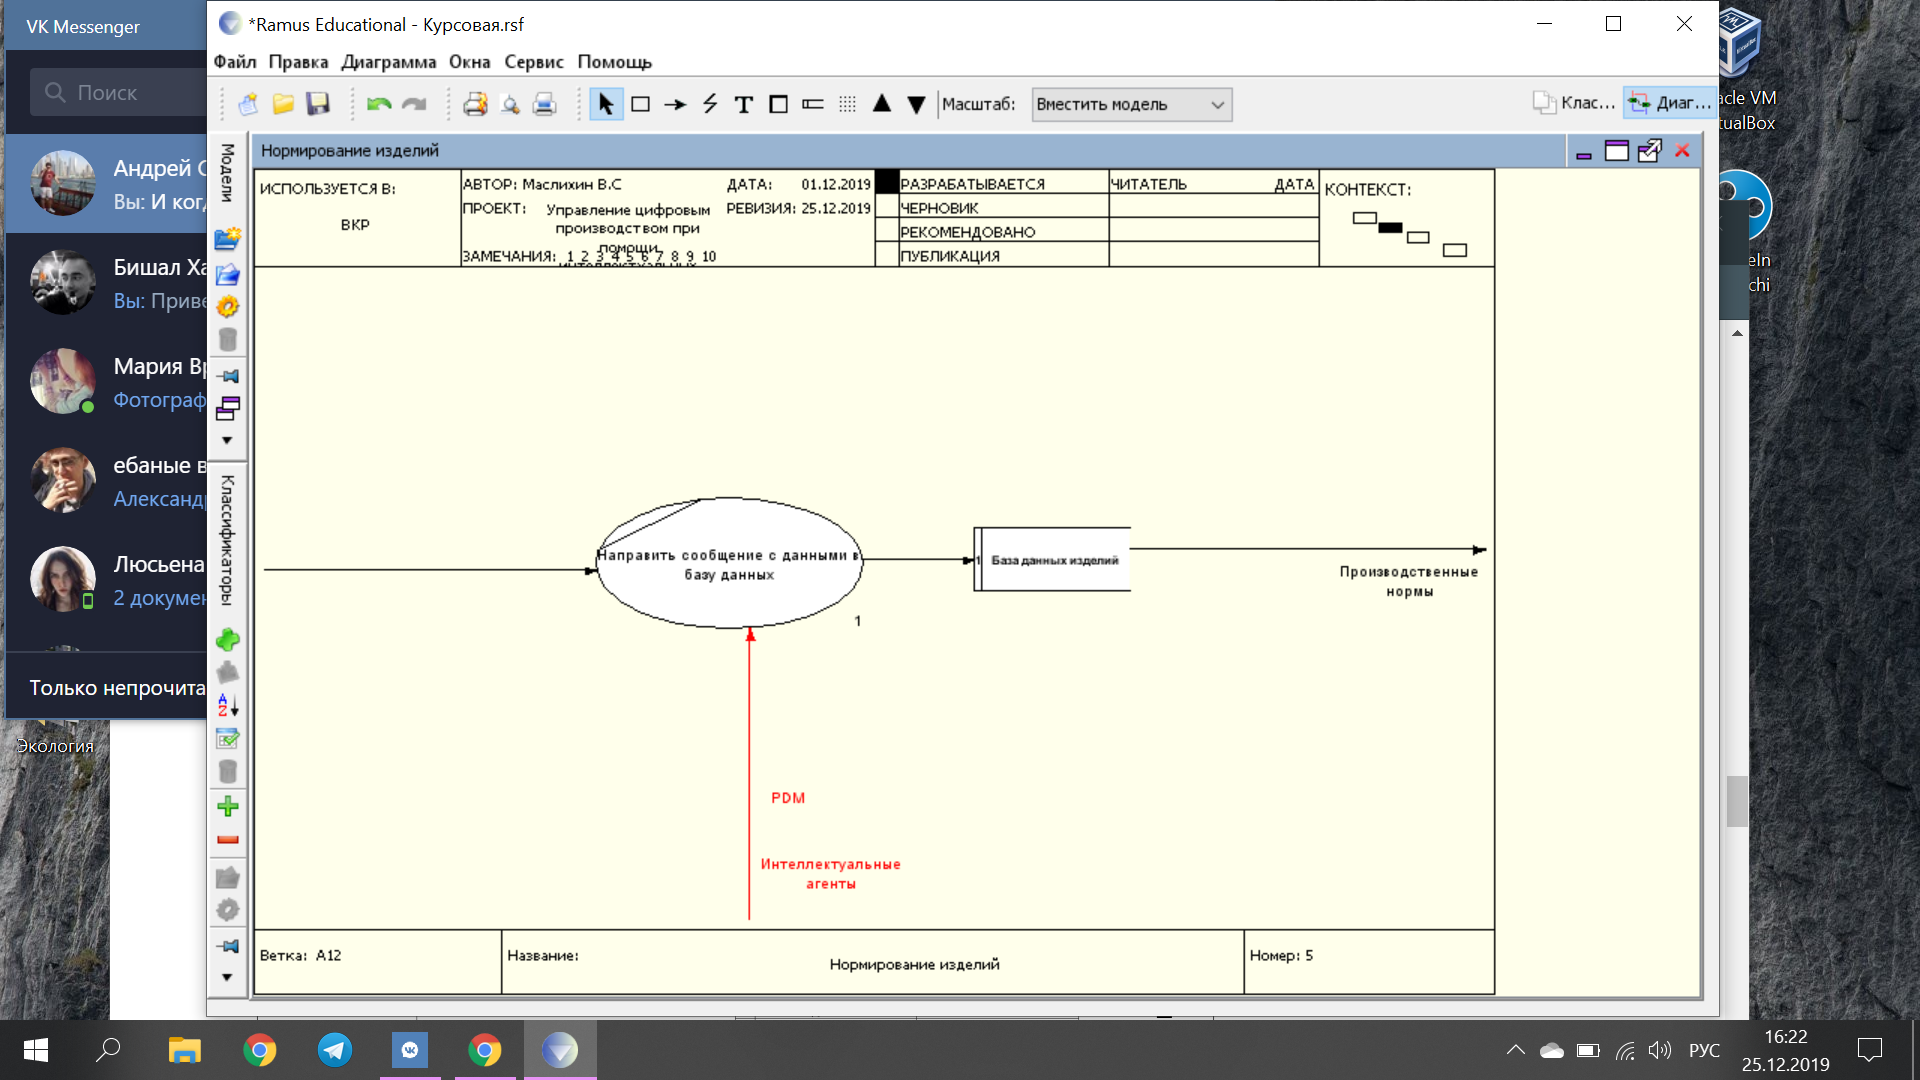 VK Messenger
Поиск
Андрей С
Вы: И ког
Бишал Ха
Вы: Приве
Мария Вр
Фотограф
ебаные в
Александр
Люсьена
2 докумен
Только непрочита
Экология
*Ramus Educational - Курсовая.rsf
Файл Правка Диаграмма Окна Сервис Помощь
Масштаб: Вместить модель
Клас... Диаг...
Модели
Классификаторы
Нормирование изделий
ИСПОЛЬЗУЕТСЯ В:
ВКР
АВТОР: Маслихин В.С
ДАТА: 01.12.2019
ПРОЕКТ: Управление цифровым
производством при
помощи
РЕВИЗИЯ: 25.12.2019
ЗАМЕЧАНИЯ: 1 2 3 4 5 6 7 8 9 10
РАЗРАБАТЫВАЕТСЯ
ЧЕРНОВИК
РЕКОМЕНДОВАНО
ПУБЛИКАЦИЯ
ЧИТАТЕЛЬ ДАТА
КОНТЕКСТ:
Направить сообщение с данными в
базу данных
1
1 База данных изделий
Производственные
нормы
PDM
Интеллектуальные
агенты
Ветка: A12
Название:
Нормирование изделий
Номер: 5
acle VM
tualBox
eln
chi
РУС
16:22
25.12.2019